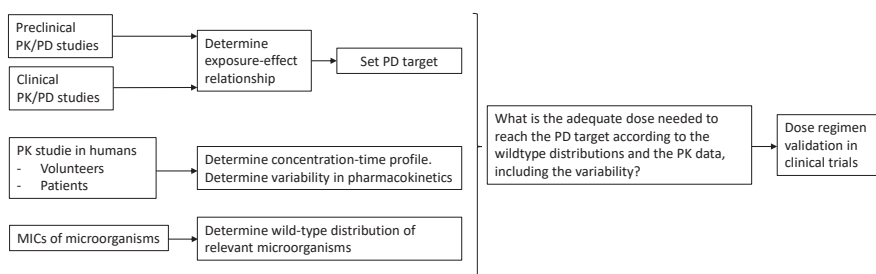 Preclinical
PK/PD studies
Clinical
PK/PD studies
Determine
exposure-effect
relationship
Set PD target
PK studie in humans
- Volunteers
- Patients
Determine concentration-time profile.
Determine variability in pharmacokinetics
MICs of microorganisms
Determine wild-type distribution of
relevant microorganisms
What is the adequate dose needed to
reach the PD target according to the
wildtype distributions and the PK data,
including the variability?
Dose regimen
validation in
clinical trials